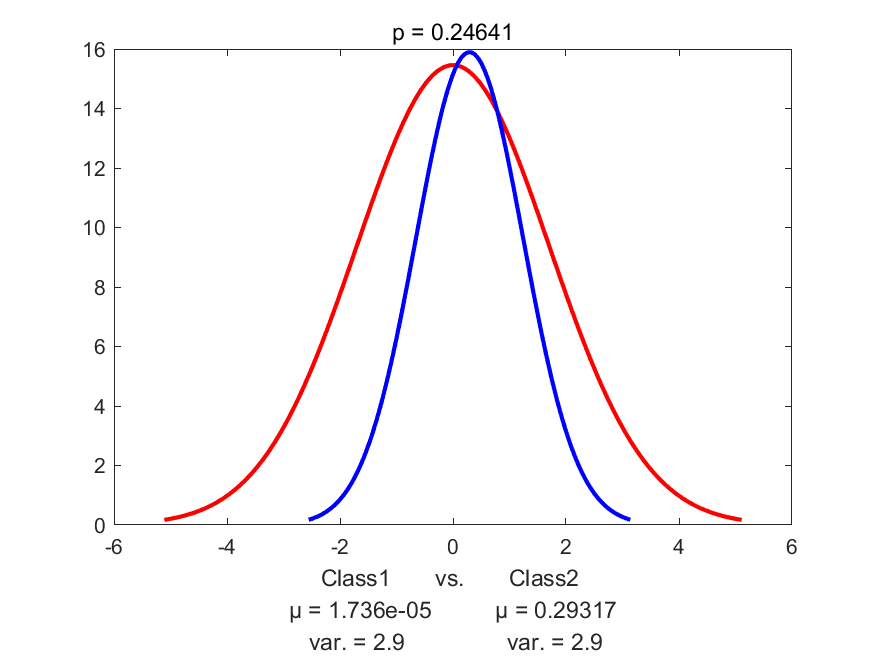 p = 0.24641
16
14
12
10
8
6
4
2
0
-6 -4 -2 0 2 4 6
Class1 vs. Class2
μ = 1.736e-05 μ = 0.29317
var. = 2.9 var. = 2.9